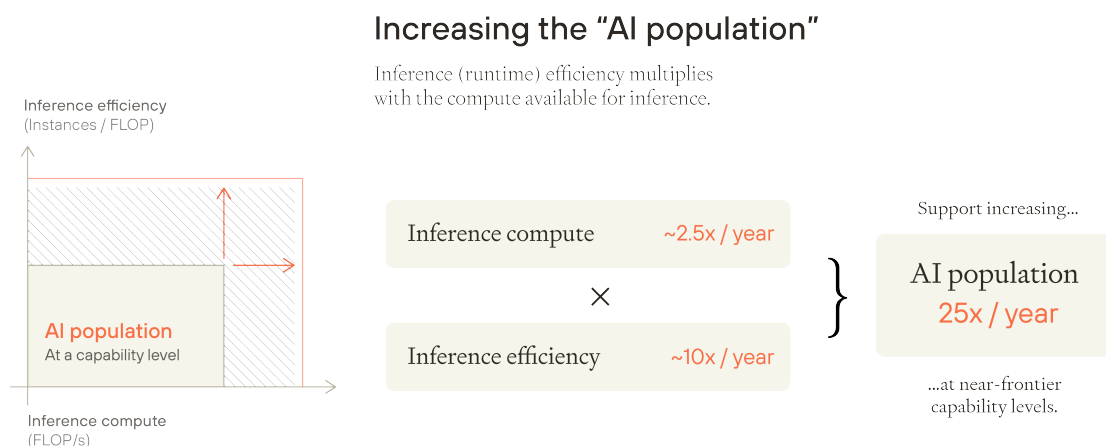 Increasing the “AI population”
Inference (runtime) efficiency multiplies
with the compute available for inference.
Inference efficiency
(Instances / FLOP)
AI population
At a capability level
Inference compute
(FLOP/s)
Inference compute ~2.5x / year
×
Inference efficiency ~10x / year
}
Support increasing...
AI population
25x / year
...at near-frontier
capability levels.